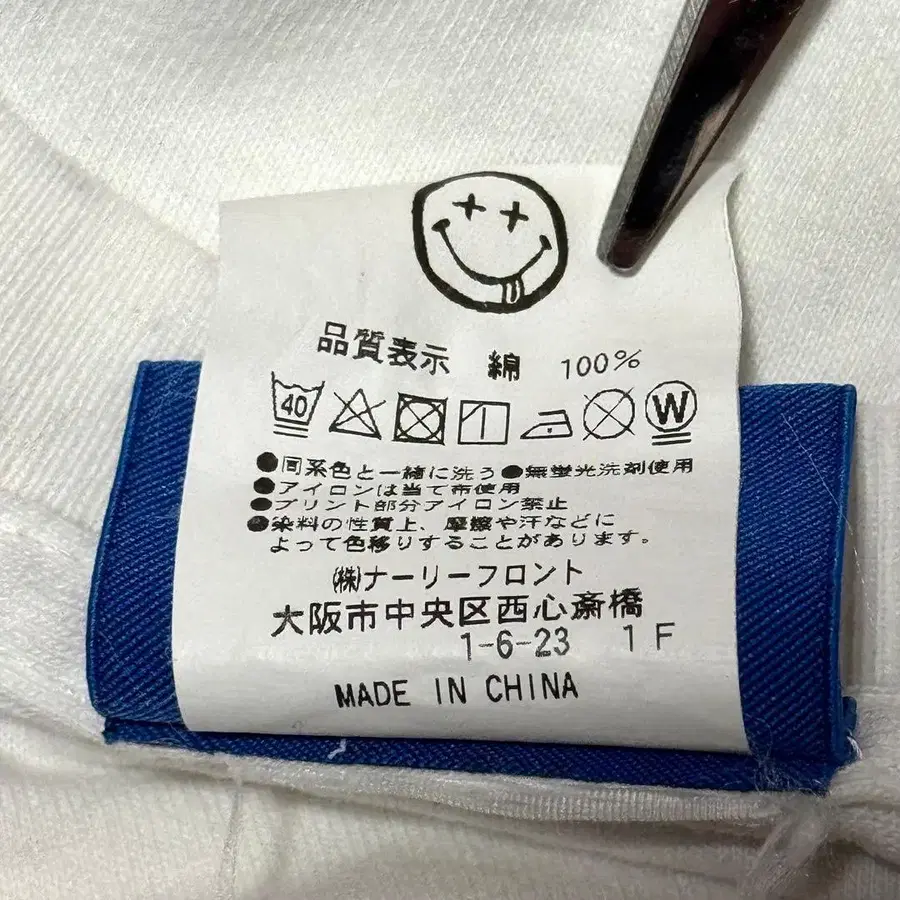 品質表示 綿 100%
40 W
●同系色と一緒に洗う ●無蛍光洗剤使用
●アイロンは当て布使用
●プリント部分アイロン禁止
●染料の性質上、摩擦や汗などに
よって色移りすることがあります。
㈱ナーリーフロント
大阪市中央区西心斎橋
1-6-23 1F
MADE IN CHINA